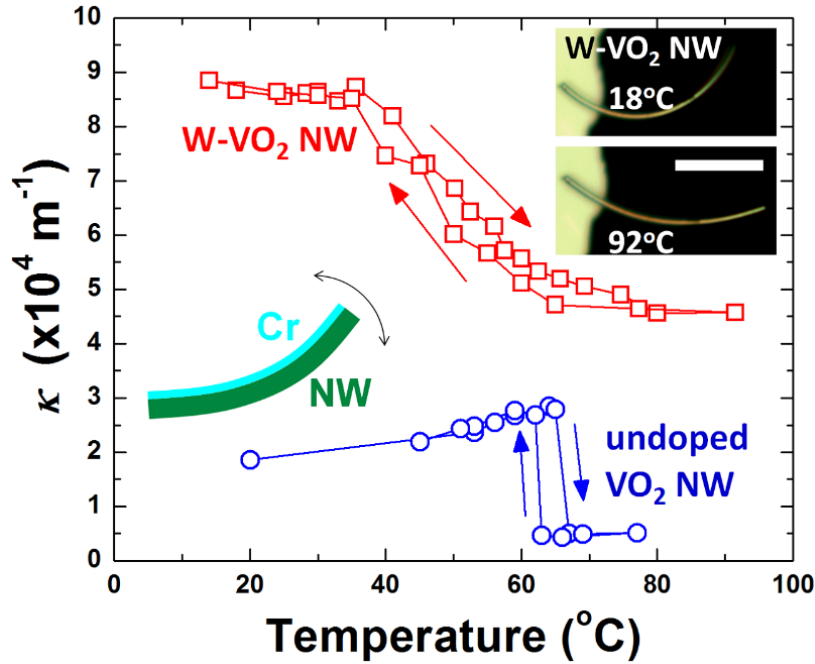 10
9
8
7
6
5
4
3
2
1
0
κ (x10⁴ m⁻¹)
W-VO₂ NW
18°C
92°C
W-VO₂ NW
Cr
NW
undoped
VO₂ NW
0 20 40 60 80 100
Temperature (°C)